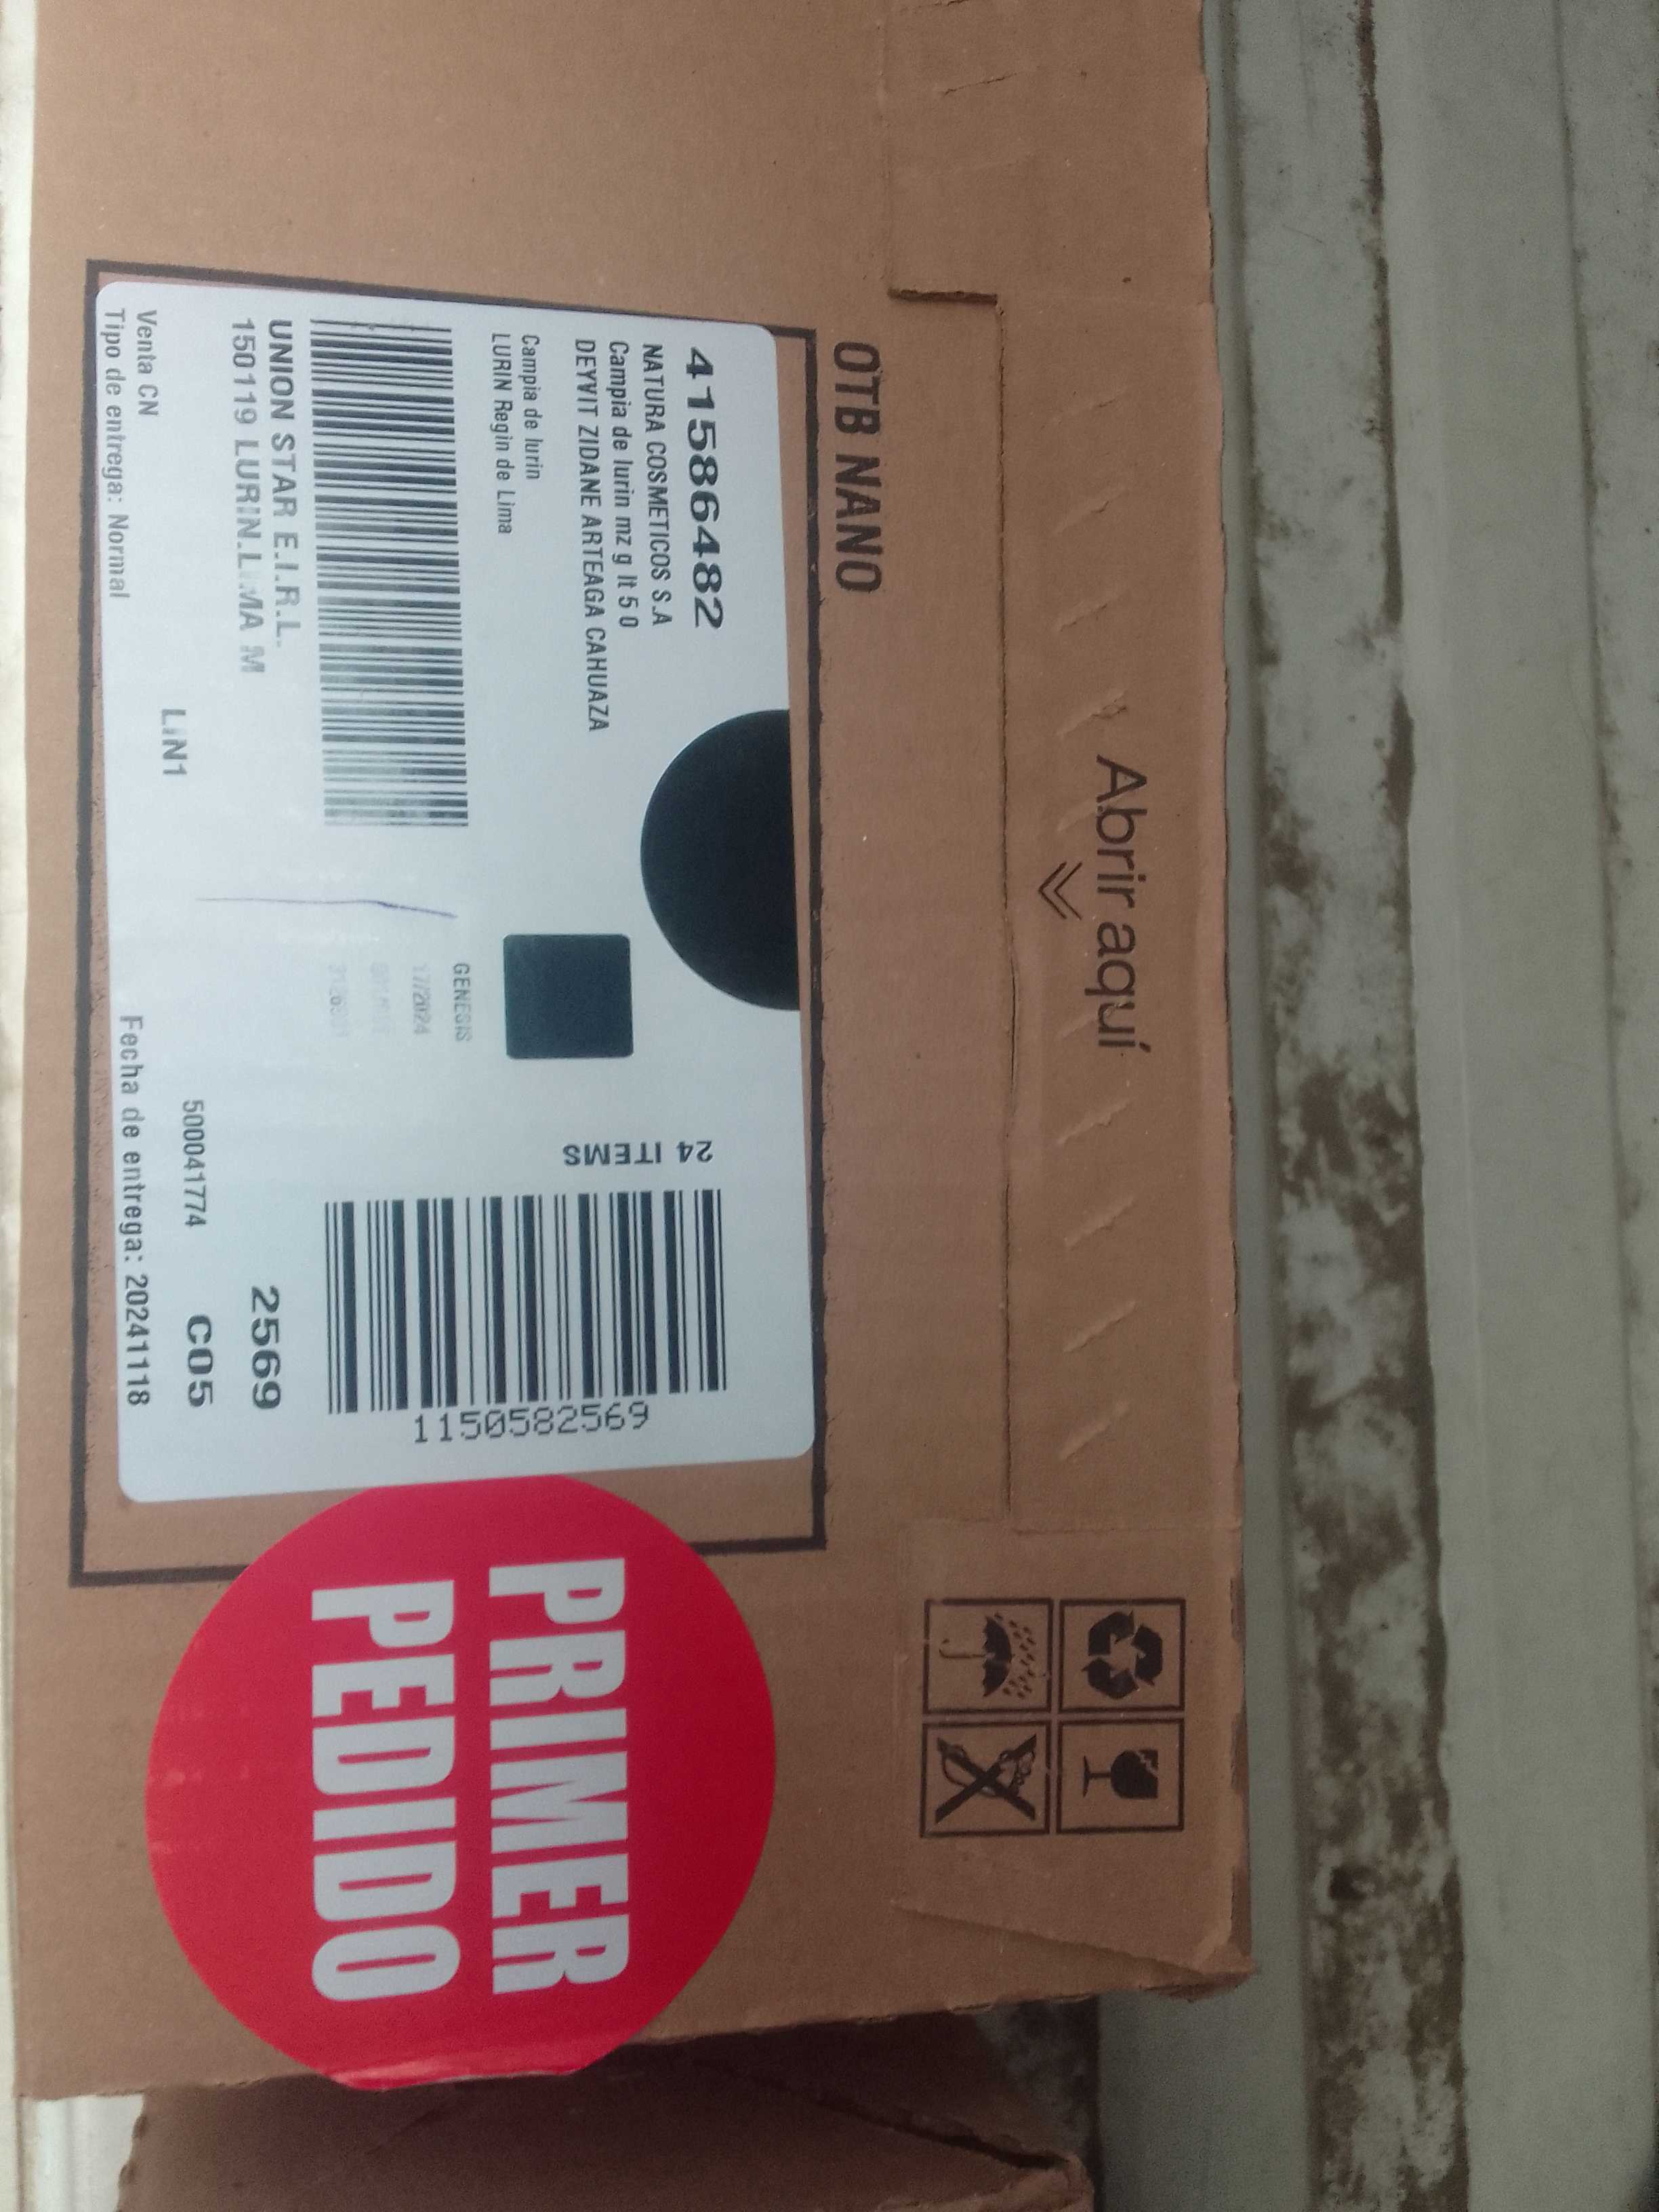 Abrir aquí
OTB NANO
41586482
NATURA COSMETICOS S.A
Campia de lurin mz g lt 5 0
DEYVIT ZIDANE ARTEAGA CAHUAZA
Campia de lurin
LURIN Regin de Lima
24 ITEMS
1150582569
GENESIS
17/2024
UNION STAR E.I.R.L.
150119 LURIN.LIMA M
2569
LIN1
500041774
C05
Venta CN
Tipo de entrega: Normal
Fecha de entrega: 20241118
PRIMER
PEDIDO